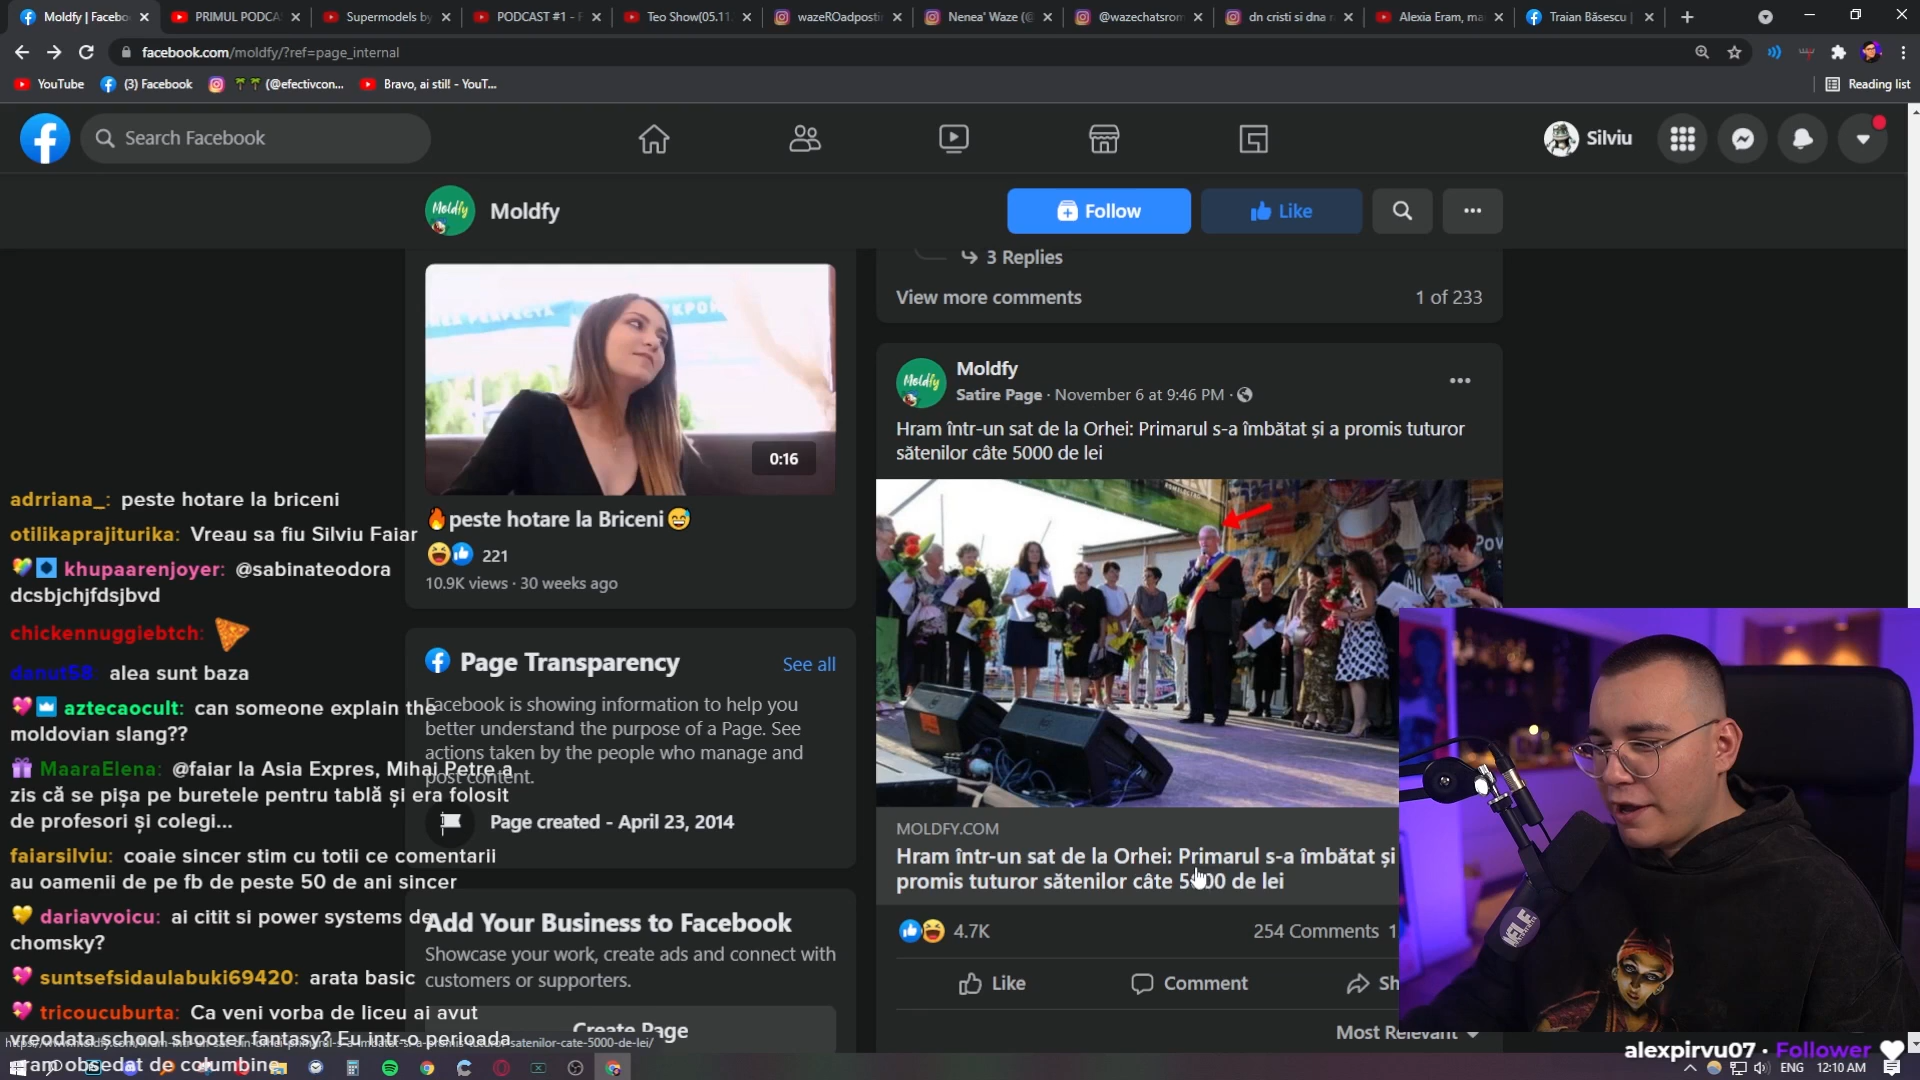 Moldfy | Facebo
PRIMUL PODCA
Supermodels by
PODCAST #1 - F
Teo Show(05.11.
wazeROadposti
Nenea' Waze (@
@wazechatsrom
dn cristi si dna r
Alexia Eram, ma
Traian Băsescu |
facebook.com/moldfy/?ref=page_internal
YouTube
(3) Facebook
(@efectivcon...
Bravo, ai stil! - YouT...
Reading list
Search Facebook
Silviu
Moldfy
Moldfy
Follow
Like
0:16
🔥peste hotare la Briceni😅
221
10.9K views · 30 weeks ago
Page Transparency
See all
Facebook is showing information to help you
better understand the purpose of a Page. See
actions taken by the people who manage and
post content.
Page created - April 23, 2014
Add Your Business to Facebook
Showcase your work, create ads and connect with
customers or supporters.
Create Page
3 Replies
View more comments
1 of 233
Moldfy
Moldfy
Satire Page · November 6 at 9:46 PM ·
Hram într-un sat de la Orhei: Primarul s-a îmbătat și a promis tuturor
sătenilor câte 5000 de lei
MOLDFY.COM
Hram într-un sat de la Orhei: Primarul s-a îmbătat și
promis tuturor sătenilor câte 5000 de lei
4.7K
254 Comments 1
Like
Comment
Sh
Most Relevant
adrriana_: peste hotare la briceni
otilikaprajiturika: Vreau sa fiu Silviu Faiar
khupaarenjoyer: @sabinateodora
dcsbjchjfdsjbvd
chickennuggiebtch:
danut58: alea sunt baza
aztecaocult: can someone explain the
moldovian slang??
MaaraElena: @faiar la Asia Expres, Mihai Petre a
zis că se pișa pe buretele pentru tablă și era folosit
de profesori și colegi...
faiarsilviu: coaie sincer stim cu totii ce comentarii
au oamenii de pe fb de peste 50 de ani sincer
dariavvoicu: ai citit si power systems de
chomsky?
suntsefsidaulabuki69420: arata basic
tricoucuburta: Ca veni vorba de liceu ai avut
vreodata school shooter fantasy? Eu intr-o perioada
eram obsedat de columbine
alexpirvu07 · Follower
ENG
12:10 AM